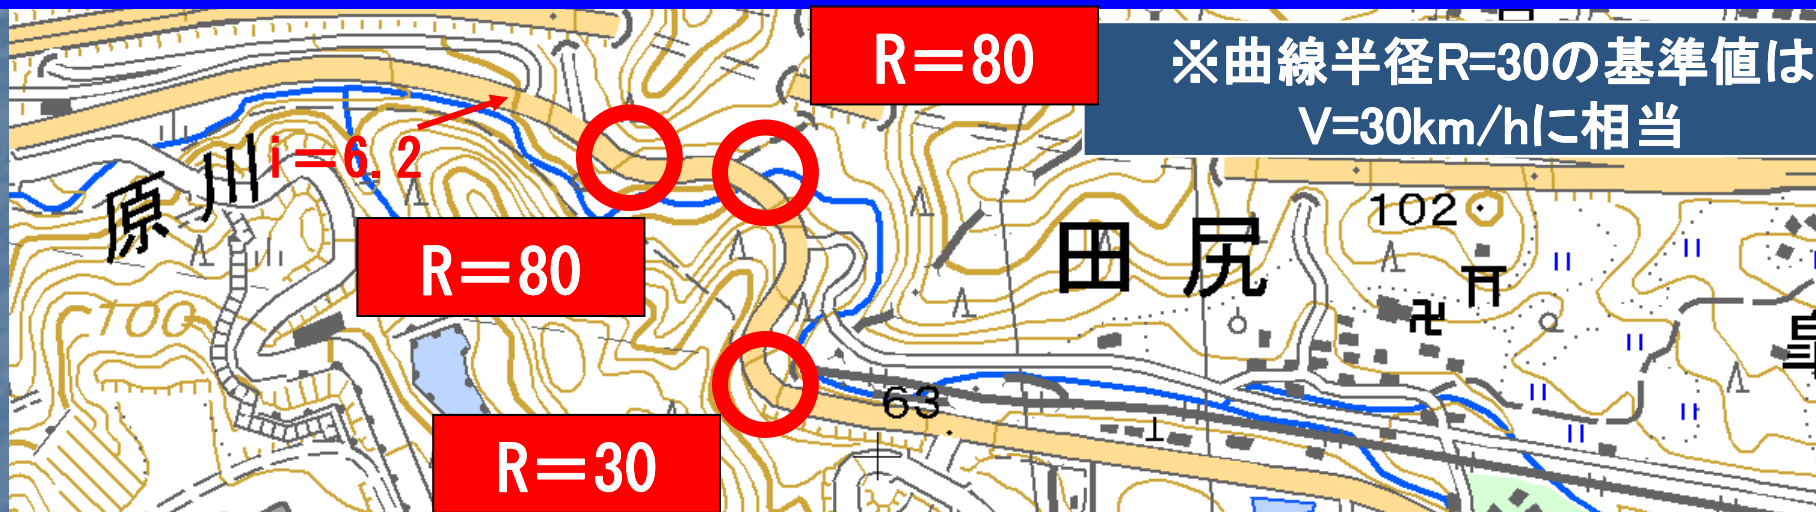 R=80
※曲線半径R=30の基準値は
V=30km/hに相当
i=6.2
原川
102
田尻
R=80
100
63
R=30